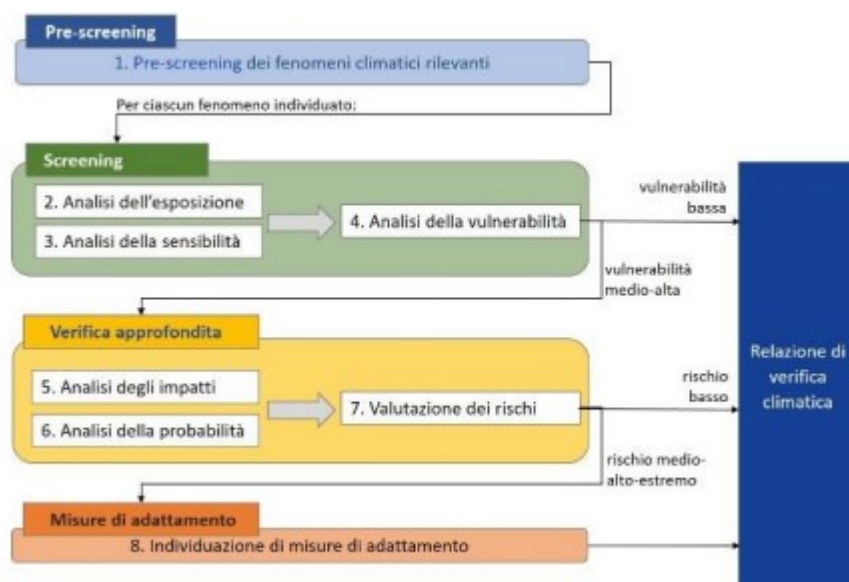 Pre-screening
1. Pre-screening dei fenomeni climatici rilevanti
Per ciascun fenomeno individuato:
Screening
2. Analisi dell'esposizione
3. Analisi della sensibilità
4. Analisi della vulnerabilità
vulnerabilità
bassa
vulnerabilità
medio-alta
Verifica approfondita
5. Analisi degli impatti
6. Analisi della probabilità
7. Valutazione dei rischi
rischio
basso
rischio medio-
alto-estremo
Relazione di
verifica
climatica
Misure di adattamento
8. Individuazione di misure di adattamento